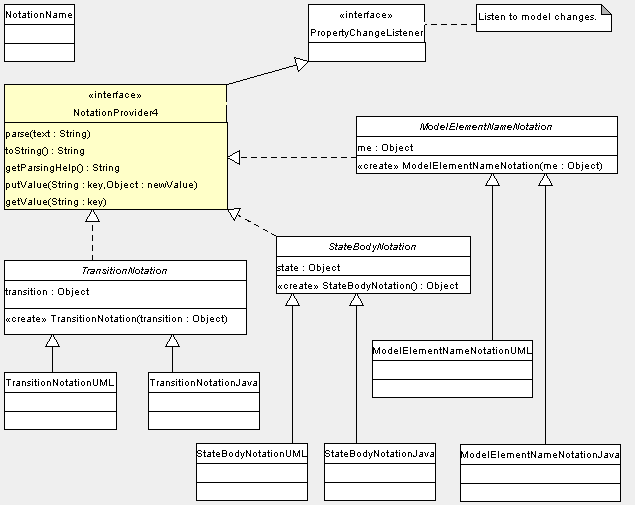 NotationName
«interface»
PropertyChangeListener
Listen to model changes.
«interface»
NotationProvider4
parse(text : String)
toString() : String
getParsingHelp() : String
putValue(String : key,Object : newValue)
getValue(String : key)
ModelElementNameNotation
me : Object
«create» ModelElementNameNotation(me : Object)
StateBodyNotation
state : Object
«create» StateBodyNotation() : Object
TransitionNotation
transition : Object
«create» TransitionNotation(transition : Object)
ModelElementNameNotationUML
TransitionNotationUML
TransitionNotationJava
StateBodyNotationUML
StateBodyNotationJava
ModelElementNameNotationJava